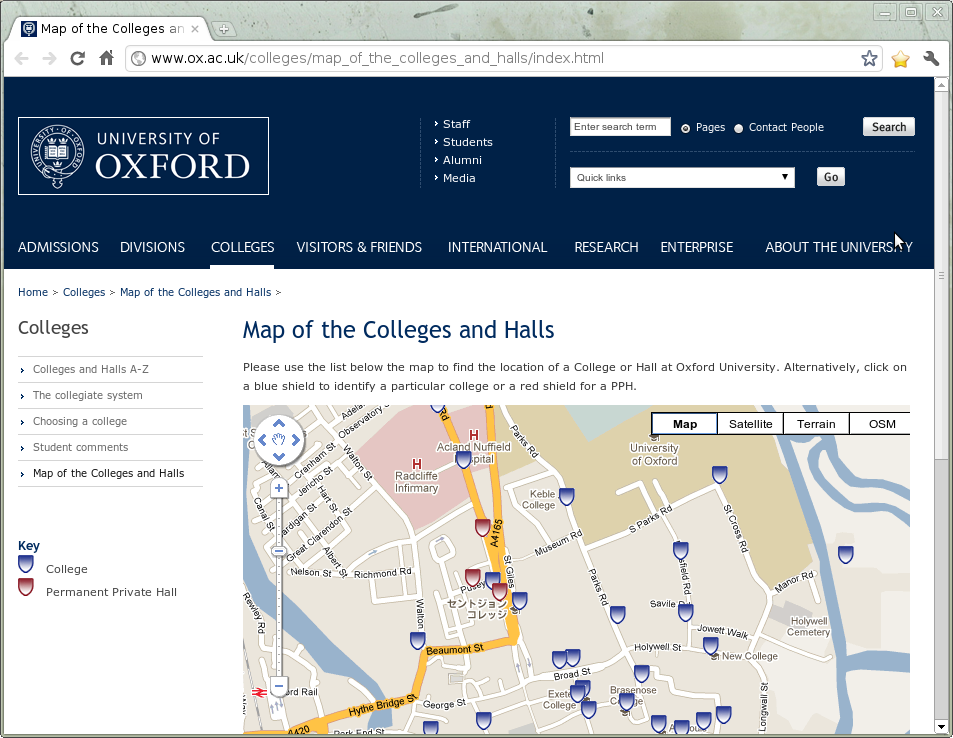 Map of the Colleges an
www.ox.ac.uk/colleges/map_of_the_colleges_and_halls/index.html
UNIVERSITY OF
OXFORD
Staff
Students
Alumni
Media
Enter search term Pages Contact People Search
Quick links Go
ADMISSIONS DIVISIONS COLLEGES VISITORS & FRIENDS INTERNATIONAL RESEARCH ENTERPRISE ABOUT THE UNIVERSITY
Home > Colleges > Map of the Colleges and Halls >
Colleges
Colleges and Halls A-Z
The collegiate system
Choosing a college
Student comments
Map of the Colleges and Halls
Key
College
Permanent Private Hall
Map of the Colleges and Halls
Please use the list below the map to find the location of a College or Hall at Oxford University. Alternatively, click on
a blue shield to identify a particular college or a red shield for a PPH.
Map Satellite Terrain OSM
Observatory
Cranham St
Jericho St
Hart St
Canal St
Cardigan St
Great Clarendon St
Albert St
Walton St
Nelson St
Richmond Rd
Rewley Rd
Walton
H
Radcliffe
Infirmary
H
Acland Nuffield
Parks Rd
University
of Oxford
Keble
College
A4165
Museum Rd
S Parks Rd
St Cross Rd
Parks Rd
St Giles
Pusey
セントジョン
コレッジ
Savile
Manor Rd
Jowett Walk
Holywell
Cemetery
Holywell St
New College
Beaumont St
Broad St
Exeter
College
Brasenose
George St
Hythe Bridge St
Park End St
A420
Longwall St